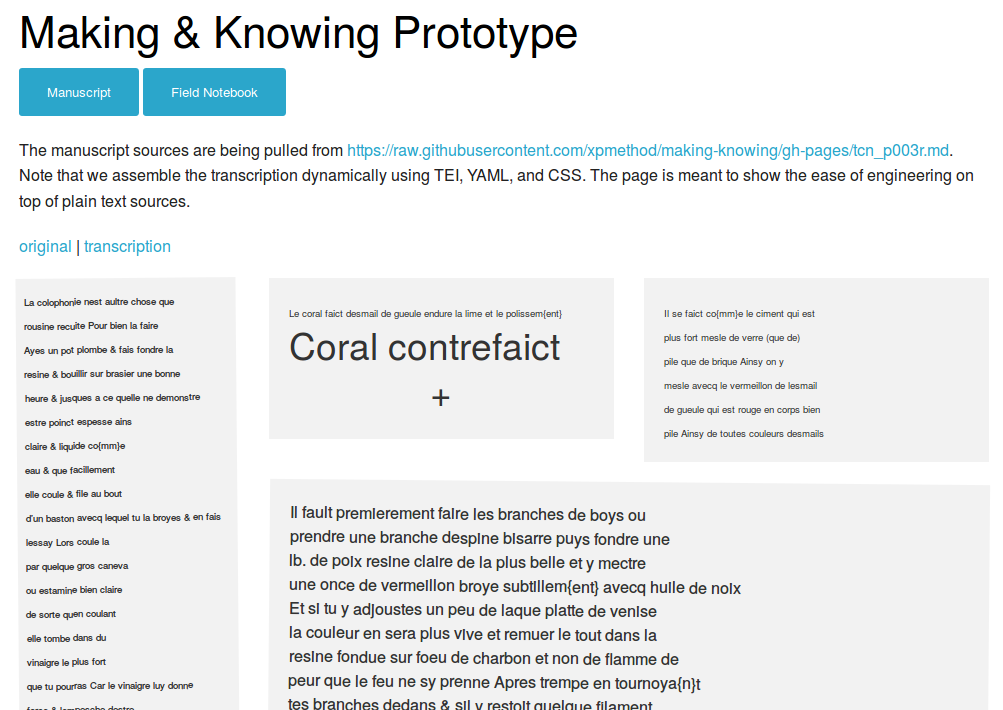 Making & Knowing Prototype
Manuscript
Field Notebook
The manuscript sources are being pulled from https://raw.githubusercontent.com/xpmethod/making-knowing/gh-pages/tcn_p003r.md.
Note that we assemble the transcription dynamically using TEI, YAML, and CSS. The page is meant to show the ease of engineering on
top of plain text sources.
original | transcription
La colophonie nest aultre chose que
rousine recuite Pour bien la faire
Ayes un pot plombe & fais fondre la
resine & bouillir sur brasier une bonne
heure & jusques a ce quelle ne demonstre
estre poinct espesse ains
claire & liquide co{mm}e
eau & que facillement
elle coule & file au bout
d'un baston avecq lequel tu la broyes & en fais
lessay Lors coule la
par quelque gros caneva
ou estamine bien claire
de sorte quen coulant
elle tombe dans du
vinaigre le plus fort
que tu pourras Car le vinaigre luy donne
Le coral faict desmail de gueule endure la lime et le polissem{ent}
Coral contrefaict
+
Il se faict co{mm}e le ciment qui est
plus fort mesle de verre (que de)
pile que de brique Ainsy on y
mesle avecq le vermeillon de lesmail
de gueule qui est rouge en corps bien
pile Ainsy de toutes couleurs desmails
Il fault premierement faire les branches de boys ou
prendre une branche despine bisarre puys fondre une
lb. de poix resine claire de la plus belle et y mectre
une once de vermeillon broye subtillem{ent} avecq huile de noix
Et si tu y adjoustes un peu de laque platte de venise
la couleur en sera plus vive et remuer le tout dans la
resine fondue sur foeu de charbon et non de flamme de
peur que le feu ne sy prenne Apres trempe en tournoya{n}t
tes branches dedans & sil y restoit quelque filament